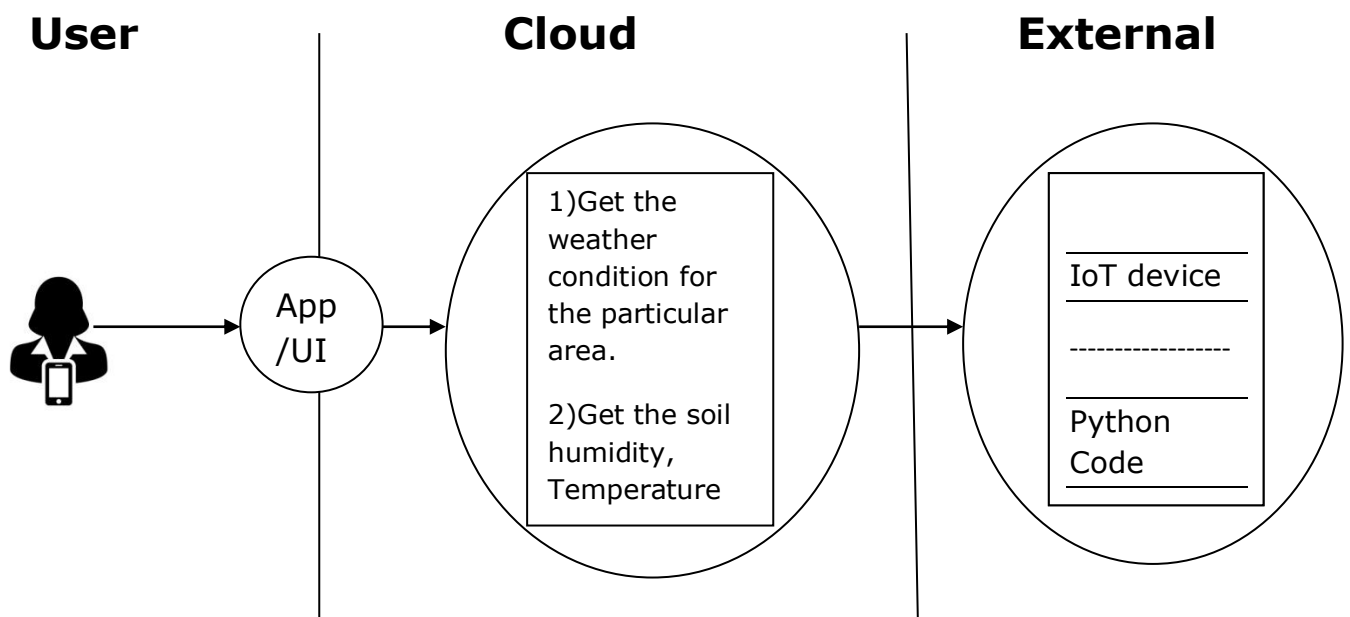 User
Cloud
External
App
/UI
1)Get the
weather
condition for
the particular
area.
2)Get the soil
humidity,
Temperature
IoT device
------------------
Python
Code